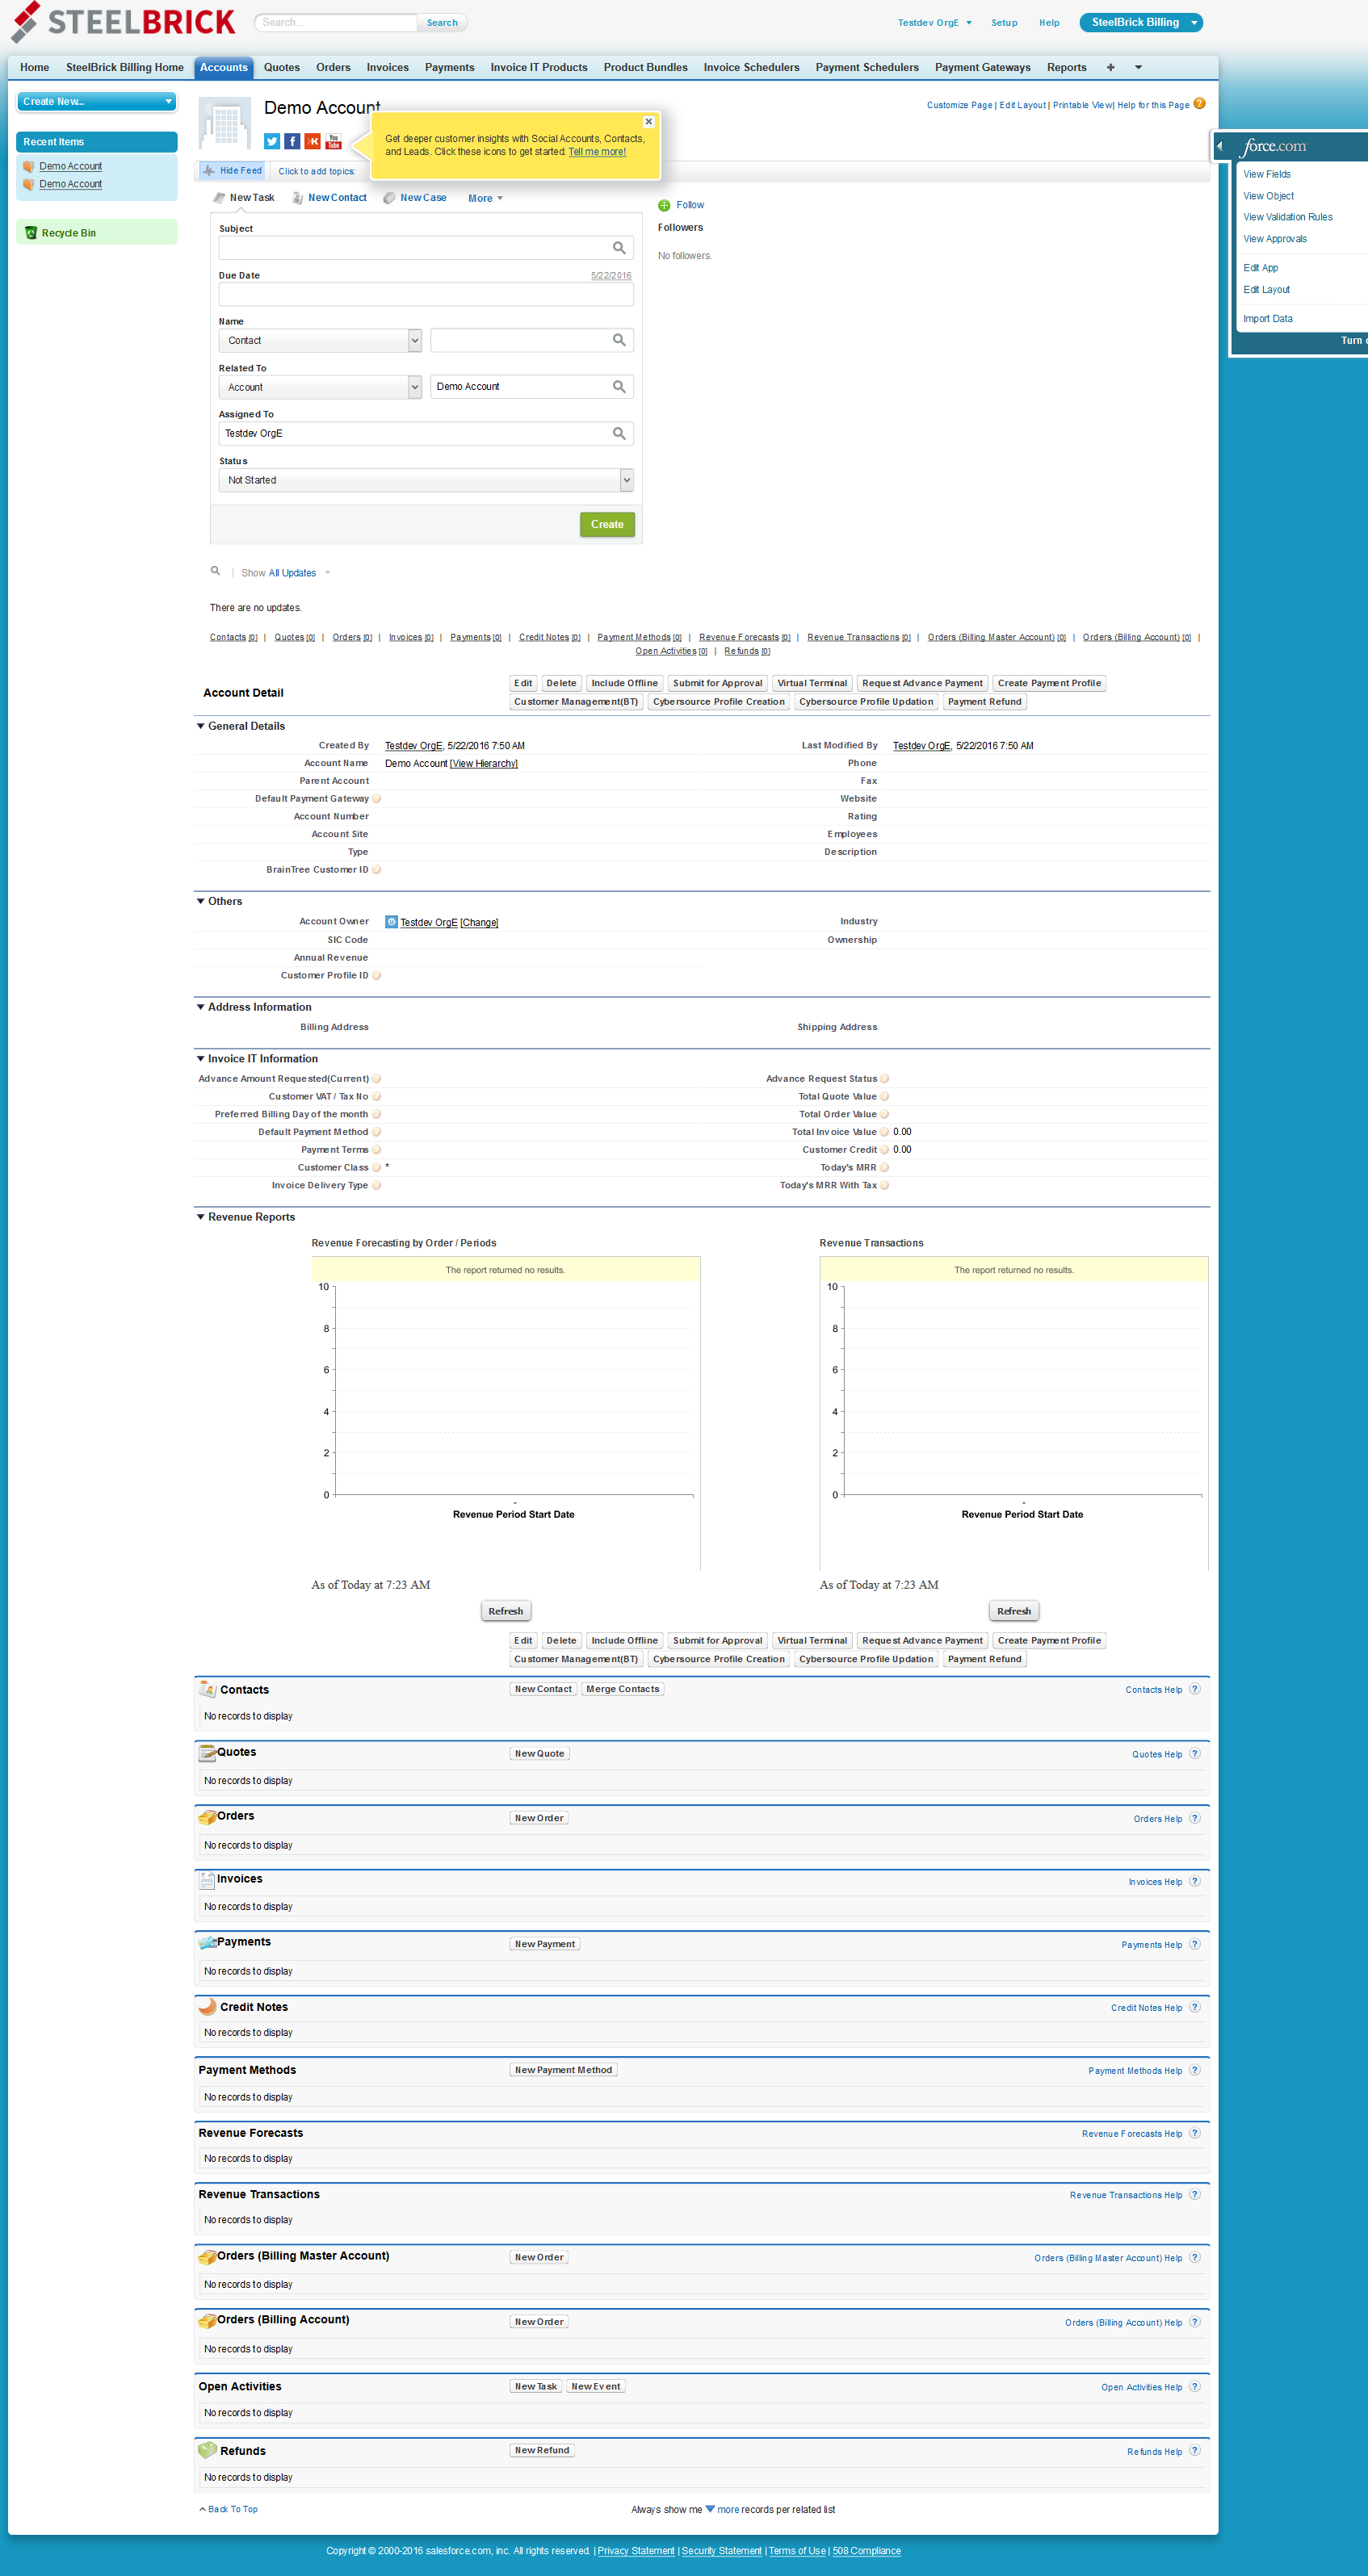 STEELBRICK
Search... Search
Testdev OrgE Setup Help SteelBrick Billing
Home SteelBrick Billing Home Accounts Quotes Orders Invoices Payments Invoice IT Products Product Bundles Invoice Schedulers Payment Schedulers Payment Gateways Reports +
Create New...
Recent Items
Demo Account
Demo Account
Recycle Bin
Demo Account
Customize Page | Edit Layout | Printable View | Help for this Page ?
You Tube
Get deeper customer insights with Social Accounts, Contacts,
and Leads. Click these icons to get started. Tell me more!
Hide Feed Click to add topics:
force.com
View Fields
View Object
View Validation Rules
View Approvals
Edit App
Edit Layout
Import Data
Turn
New Task New Contact New Case More
Follow
Followers
No followers.
Subject
Due Date 5/22/2016
Name
Contact
Related To
Account Demo Account
Assigned To
Testdev OrgE
Status
Not Started
Create
Show All Updates
There are no updates.
Contacts [0] | Quotes [0] | Orders [0] | Invoices [0] | Payments [0] | Credit Notes [0] | Payment Methods [0] | Revenue Forecasts [0] | Revenue Transactions [0] | Orders (Billing Master Account) [0] | Orders (Billing Account) [0] |
Open Activities [0] | Refunds [0]
Account Detail
Edit Delete Include Offline Submit for Approval Virtual Terminal Request Advance Payment Create Payment Profile
Customer Management(BT) Cybersource Profile Creation Cybersource Profile Updation Payment Refund
General Details
Created By Testdev OrgE, 5/22/2016 7:50 AM Last Modified By Testdev OrgE, 5/22/2016 7:50 AM
Account Name Demo Account [View Hierarchy] Phone
Parent Account Fax
Default Payment Gateway Website
Account Number Rating
Account Site Employees
Type Description
BrainTree Customer ID
Others
Account Owner Testdev OrgE [Change] Industry
SIC Code Ownership
Annual Revenue
Customer Profile ID
Address Information
Billing Address Shipping Address
Invoice IT Information
Advance Amount Requested(Current) Advance Request Status
Customer VAT / Tax No Total Quote Value
Preferred Billing Day of the month Total Order Value
Default Payment Method Total Invoice Value 0.00
Payment Terms Customer Credit 0.00
Customer Class * Today's MRR
Invoice Delivery Type Today's MRR With Tax
Revenue Reports
Revenue Forecasting by Order / Periods
The report returned no results.
10
8
6
4
2
0
-
Revenue Period Start Date
As of Today at 7:23 AM
Refresh
Revenue Transactions
The report returned no results.
10
8
6
4
2
0
-
Revenue Period Start Date
As of Today at 7:23 AM
Refresh
Edit Delete Include Offline Submit for Approval Virtual Terminal Request Advance Payment Create Payment Profile
Customer Management(BT) Cybersource Profile Creation Cybersource Profile Updation Payment Refund
Contacts New Contact Merge Contacts Contacts Help ?
No records to display
Quotes New Quote Quotes Help ?
No records to display
Orders New Order Orders Help ?
No records to display
Invoices Invoices Help ?
No records to display
Payments New Payment Payments Help ?
No records to display
Credit Notes Credit Notes Help ?
No records to display
Payment Methods New Payment Method Payment Methods Help ?
No records to display
Revenue Forecasts Revenue Forecasts Help ?
No records to display
Revenue Transactions Revenue Transactions Help ?
No records to display
Orders (Billing Master Account) New Order Orders (Billing Master Account) Help ?
No records to display
Orders (Billing Account) New Order Orders (Billing Account) Help ?
No records to display
Open Activities New Task New Event Open Activities Help ?
No records to display
Refunds New Refund Refunds Help ?
No records to display
Back To Top Always show me more records per related list
Copyright © 2000-2016 salesforce.com, inc. All rights reserved. | Privacy Statement | Security Statement | Terms of Use | 508 Compliance